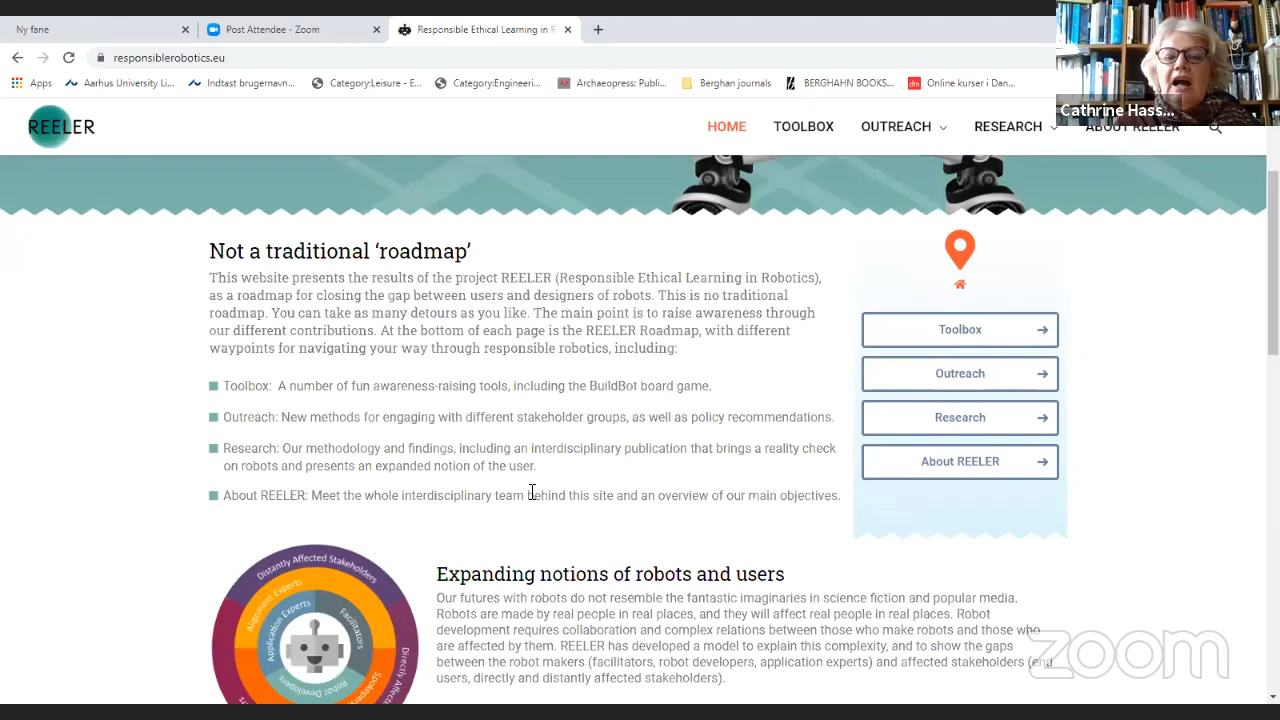 Ny fane
Post Attendee - Zoom
Responsible Ethical Learning in R
responsiblerobotics.eu
Apps
Aarhus University Li...
Indtast brugernavn...
Category:Leisure - E...
Category:Engineeri...
Archaeopress: Publi...
Berghan journals
BERGHAHN BOOKS...
Online kurser i Dan...
Cathrine Hass...
REELER
HOME
TOOLBOX
OUTREACH
RESEARCH
ABOUT REELER
Not a traditional ‘roadmap’
This website presents the results of the project REELER (Responsible Ethical Learning in Robotics),
as a roadmap for closing the gap between users and designers of robots. This is no traditional
roadmap. You can take as many detours as you like. The main point is to raise awareness through
our different contributions. At the bottom of each page is the REELER Roadmap, with different
waypoints for navigating your way through responsible robotics, including:
Toolbox: A number of fun awareness-raising tools, including the BuildBot board game.
Outreach: New methods for engaging with different stakeholder groups, as well as policy recommendations.
Research: Our methodology and findings, including an interdisciplinary publication that brings a reality check
on robots and presents an expanded notion of the user.
About REELER: Meet the whole interdisciplinary team behind this site and an overview of our main objectives.
Toolbox
Outreach
Research
About REELER
Distantly Affected Stakeholders
Alignment Experts
Application Experts
Facilitators
Robot Developers
Directly Affe
Expanding notions of robots and users
Our futures with robots do not resemble the fantastic imaginaries in science fiction and popular media.
Robots are made by real people in real places, and they will affect real people in real places. Robot
development requires collaboration and complex relations between those who make robots and those who
are affected by them. REELER has developed a model to explain this complexity, and to show the gaps
between the robot makers (facilitators, robot developers, application experts) and affected stakeholders (end
users, directly and distantly affected stakeholders).
zoom